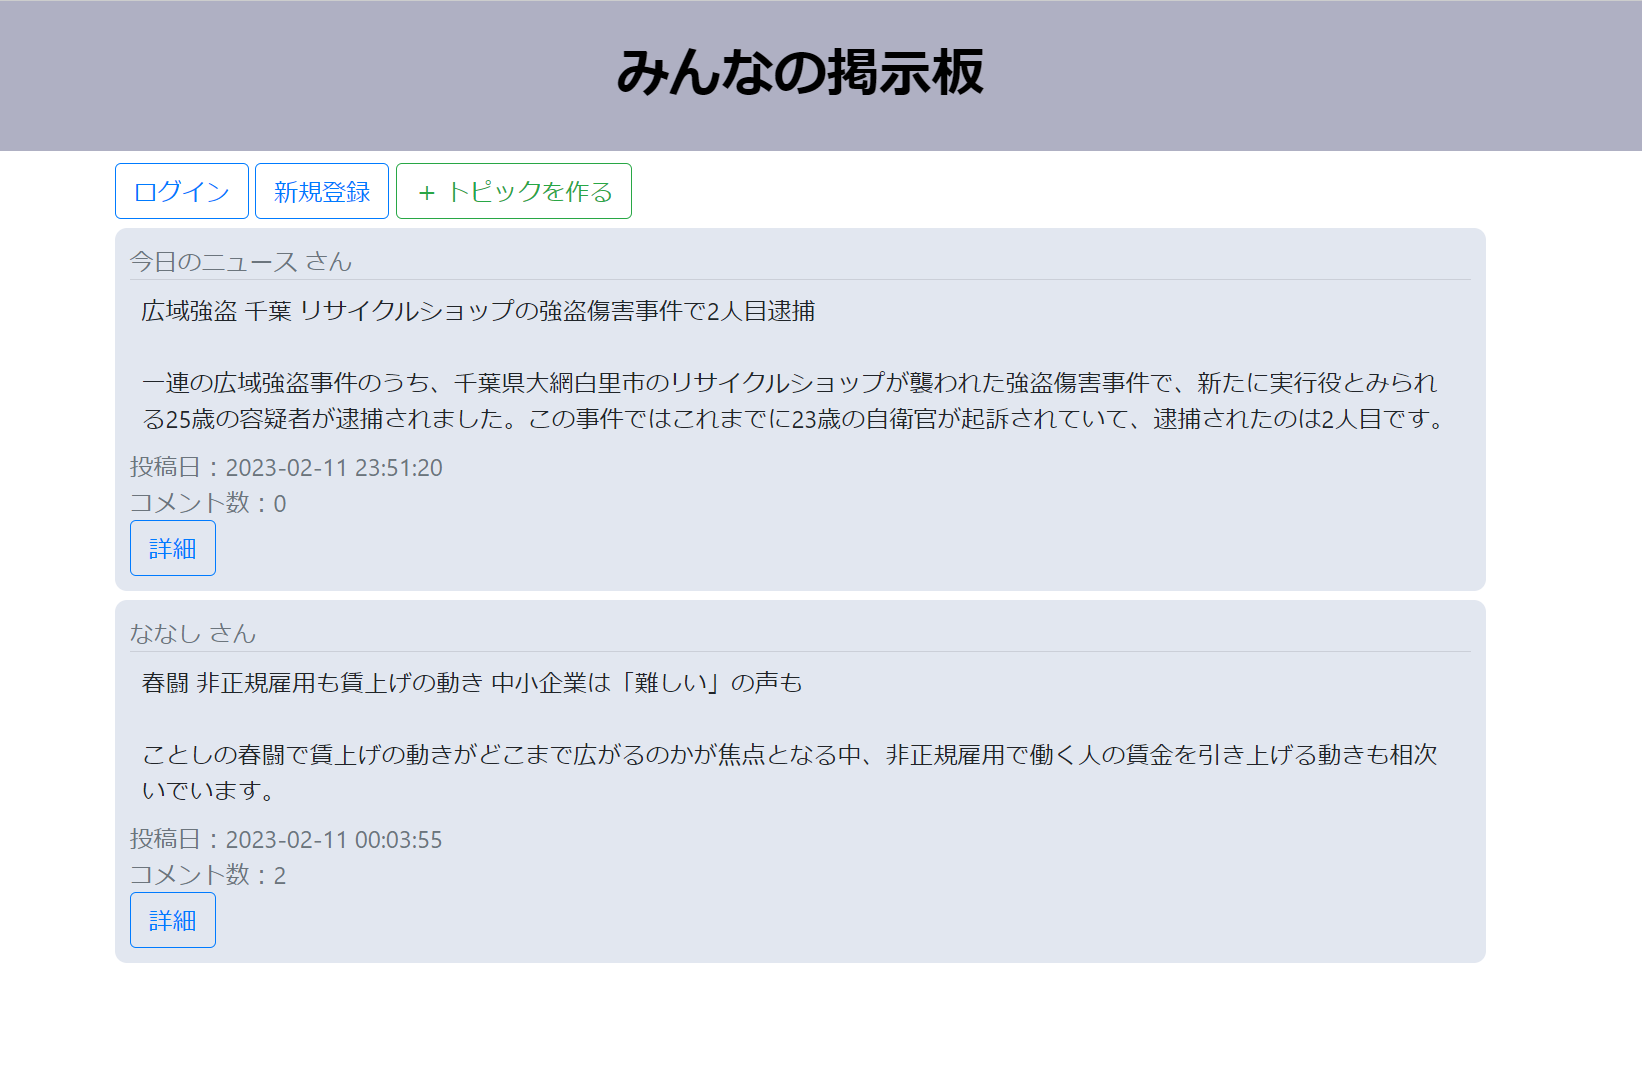 みんなの掲示板
ログイン 新規登録 + トピックを作る
今日のニュース さん
広域強盗 千葉 リサイクルショップの強盗傷害事件で2人目逮捕
一連の広域強盗事件のうち、千葉県大網白里市のリサイクルショップが襲われた強盗傷害事件で、新たに実行役とみられ
る25歳の容疑者が逮捕されました。この事件ではこれまでに23歳の自衛官が起訴されていて、逮捕されたのは2人目です。
投稿日：2023-02-11 23:51:20
コメント数：0
詳細
ななし さん
春闘 非正規雇用も賃上げの動き 中小企業は「難しい」の声も
ことしの春闘で賃上げの動きがどこまで広がるのかが焦点となる中、非正規雇用で働く人の賃金を引き上げる動きも相次
いでいます。
投稿日：2023-02-11 00:03:55
コメント数：2
詳細